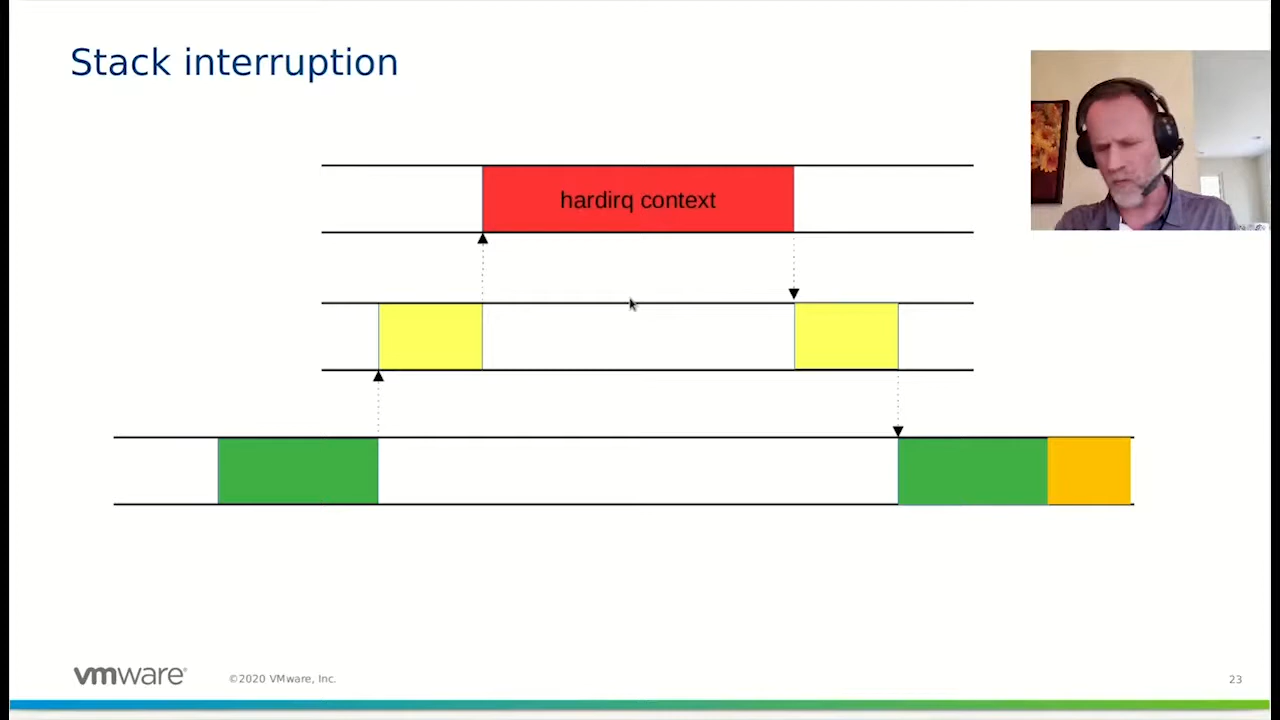 Stack interruption
hardirq context
vmware®
©2020 VMware, Inc.
23